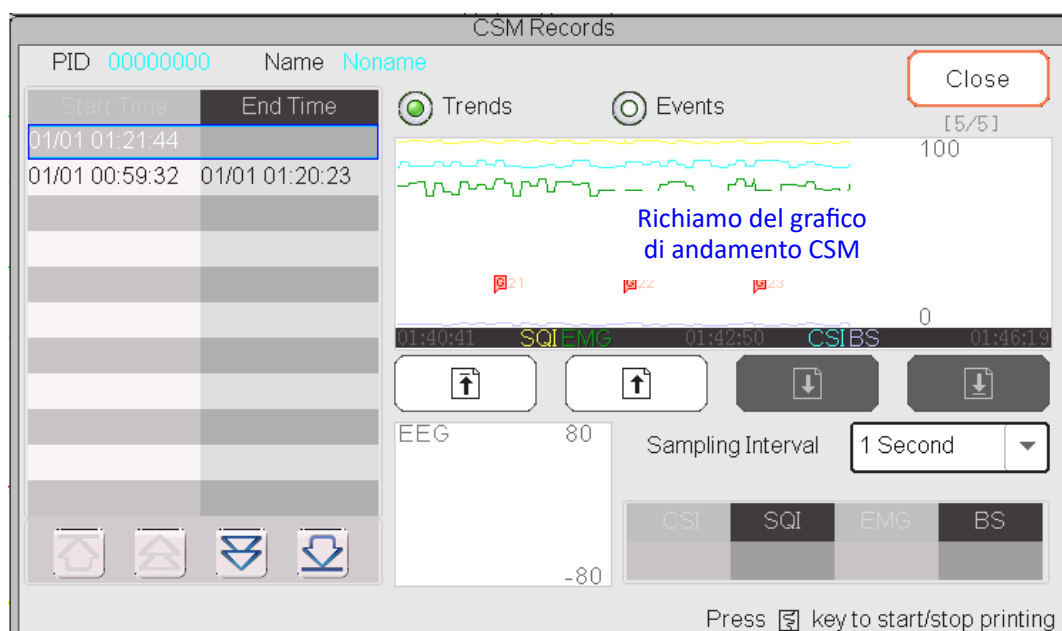 CSM Records
PID 00000000 Name Noname
Close
Start Time End Time
Trends Events
[5/5]
01/01 01:21:44
100
01/01 00:59:32 01/01 01:20:23
Richiamo del grafico
di andamento CSM
G21 G22 G23
0
01:40:41 SQI EMG 01:42:50 CSI BS 01:46:19
EEG 80
Sampling Interval 1 Second
CSI SQI EMG BS
-80
Press key to start/stop printing